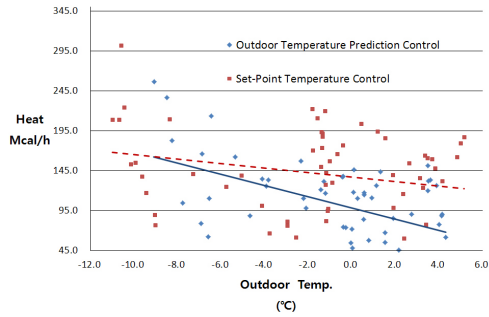 345.0
295.0
245.0
195.0
145.0
95.0
45.0
Heat
Mcal/h
Outdoor Temperature Prediction Control
Set-Point Temperature Control
-12.0 -10.0 -8.0 -6.0 -4.0 -2.0 0.0 2.0 4.0 6.0
Outdoor Temp.
(℃)